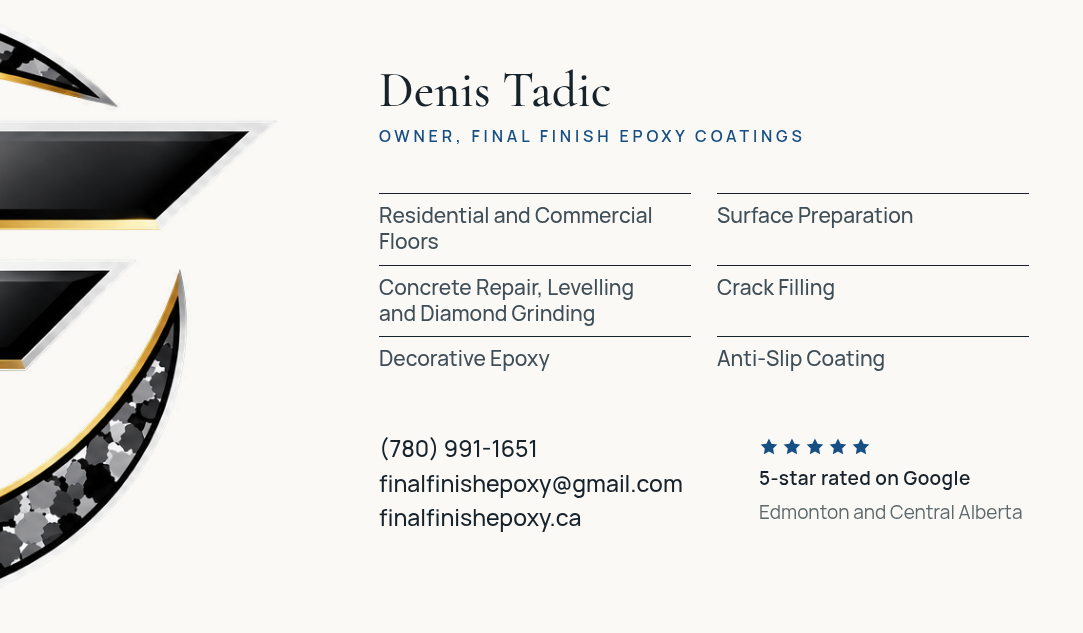 Denis Tadic
OWNER, FINAL FINISH EPOXY COATINGS
Residential and Commercial
Floors
Surface Preparation
Concrete Repair, Levelling
and Diamond Grinding
Crack Filling
Decorative Epoxy
Anti-Slip Coating
(780) 991-1651
finalfinishepoxy@gmail.com
finalfinishepoxy.ca
5-star rated on Google
Edmonton and Central Alberta